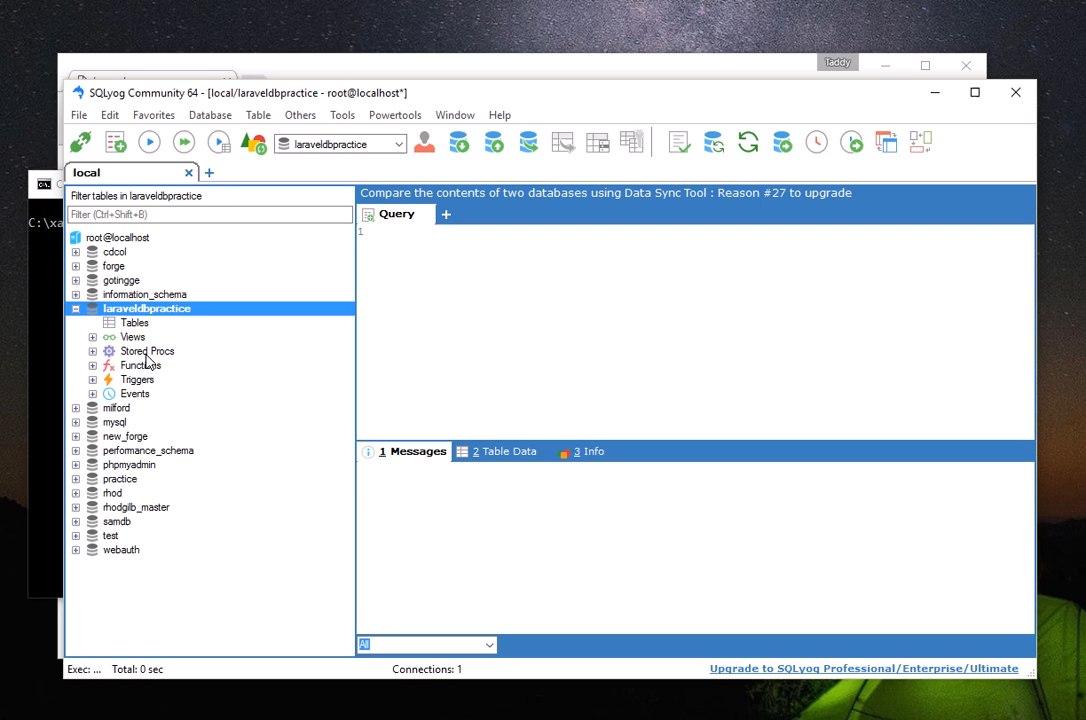 Taddy
SQLyog Community 64 - [local/laraveldbpractice - root@localhost*]
File Edit Favorites Database Table Others Tools Powertools Window Help
laraveldbpractice
local
Filter tables in laraveldbpractice
Filter (Ctrl+Shift+B)
root@localhost
cdcol
forge
gotingge
information_schema
laraveldbpractice
Tables
Views
Stored Procs
Functions
Triggers
Events
milford
mysql
new_forge
performance_schema
phpmyadmin
practice
rhod
rhodgilb_master
samdb
test
webauth
C:\xa
Compare the contents of two databases using Data Sync Tool : Reason #27 to upgrade
Query
1
1 Messages 2 Table Data 3 Info
All
Exec: ... Total: 0 sec Connections: 1 Upgrade to SQLyog Professional/Enterprise/Ultimate